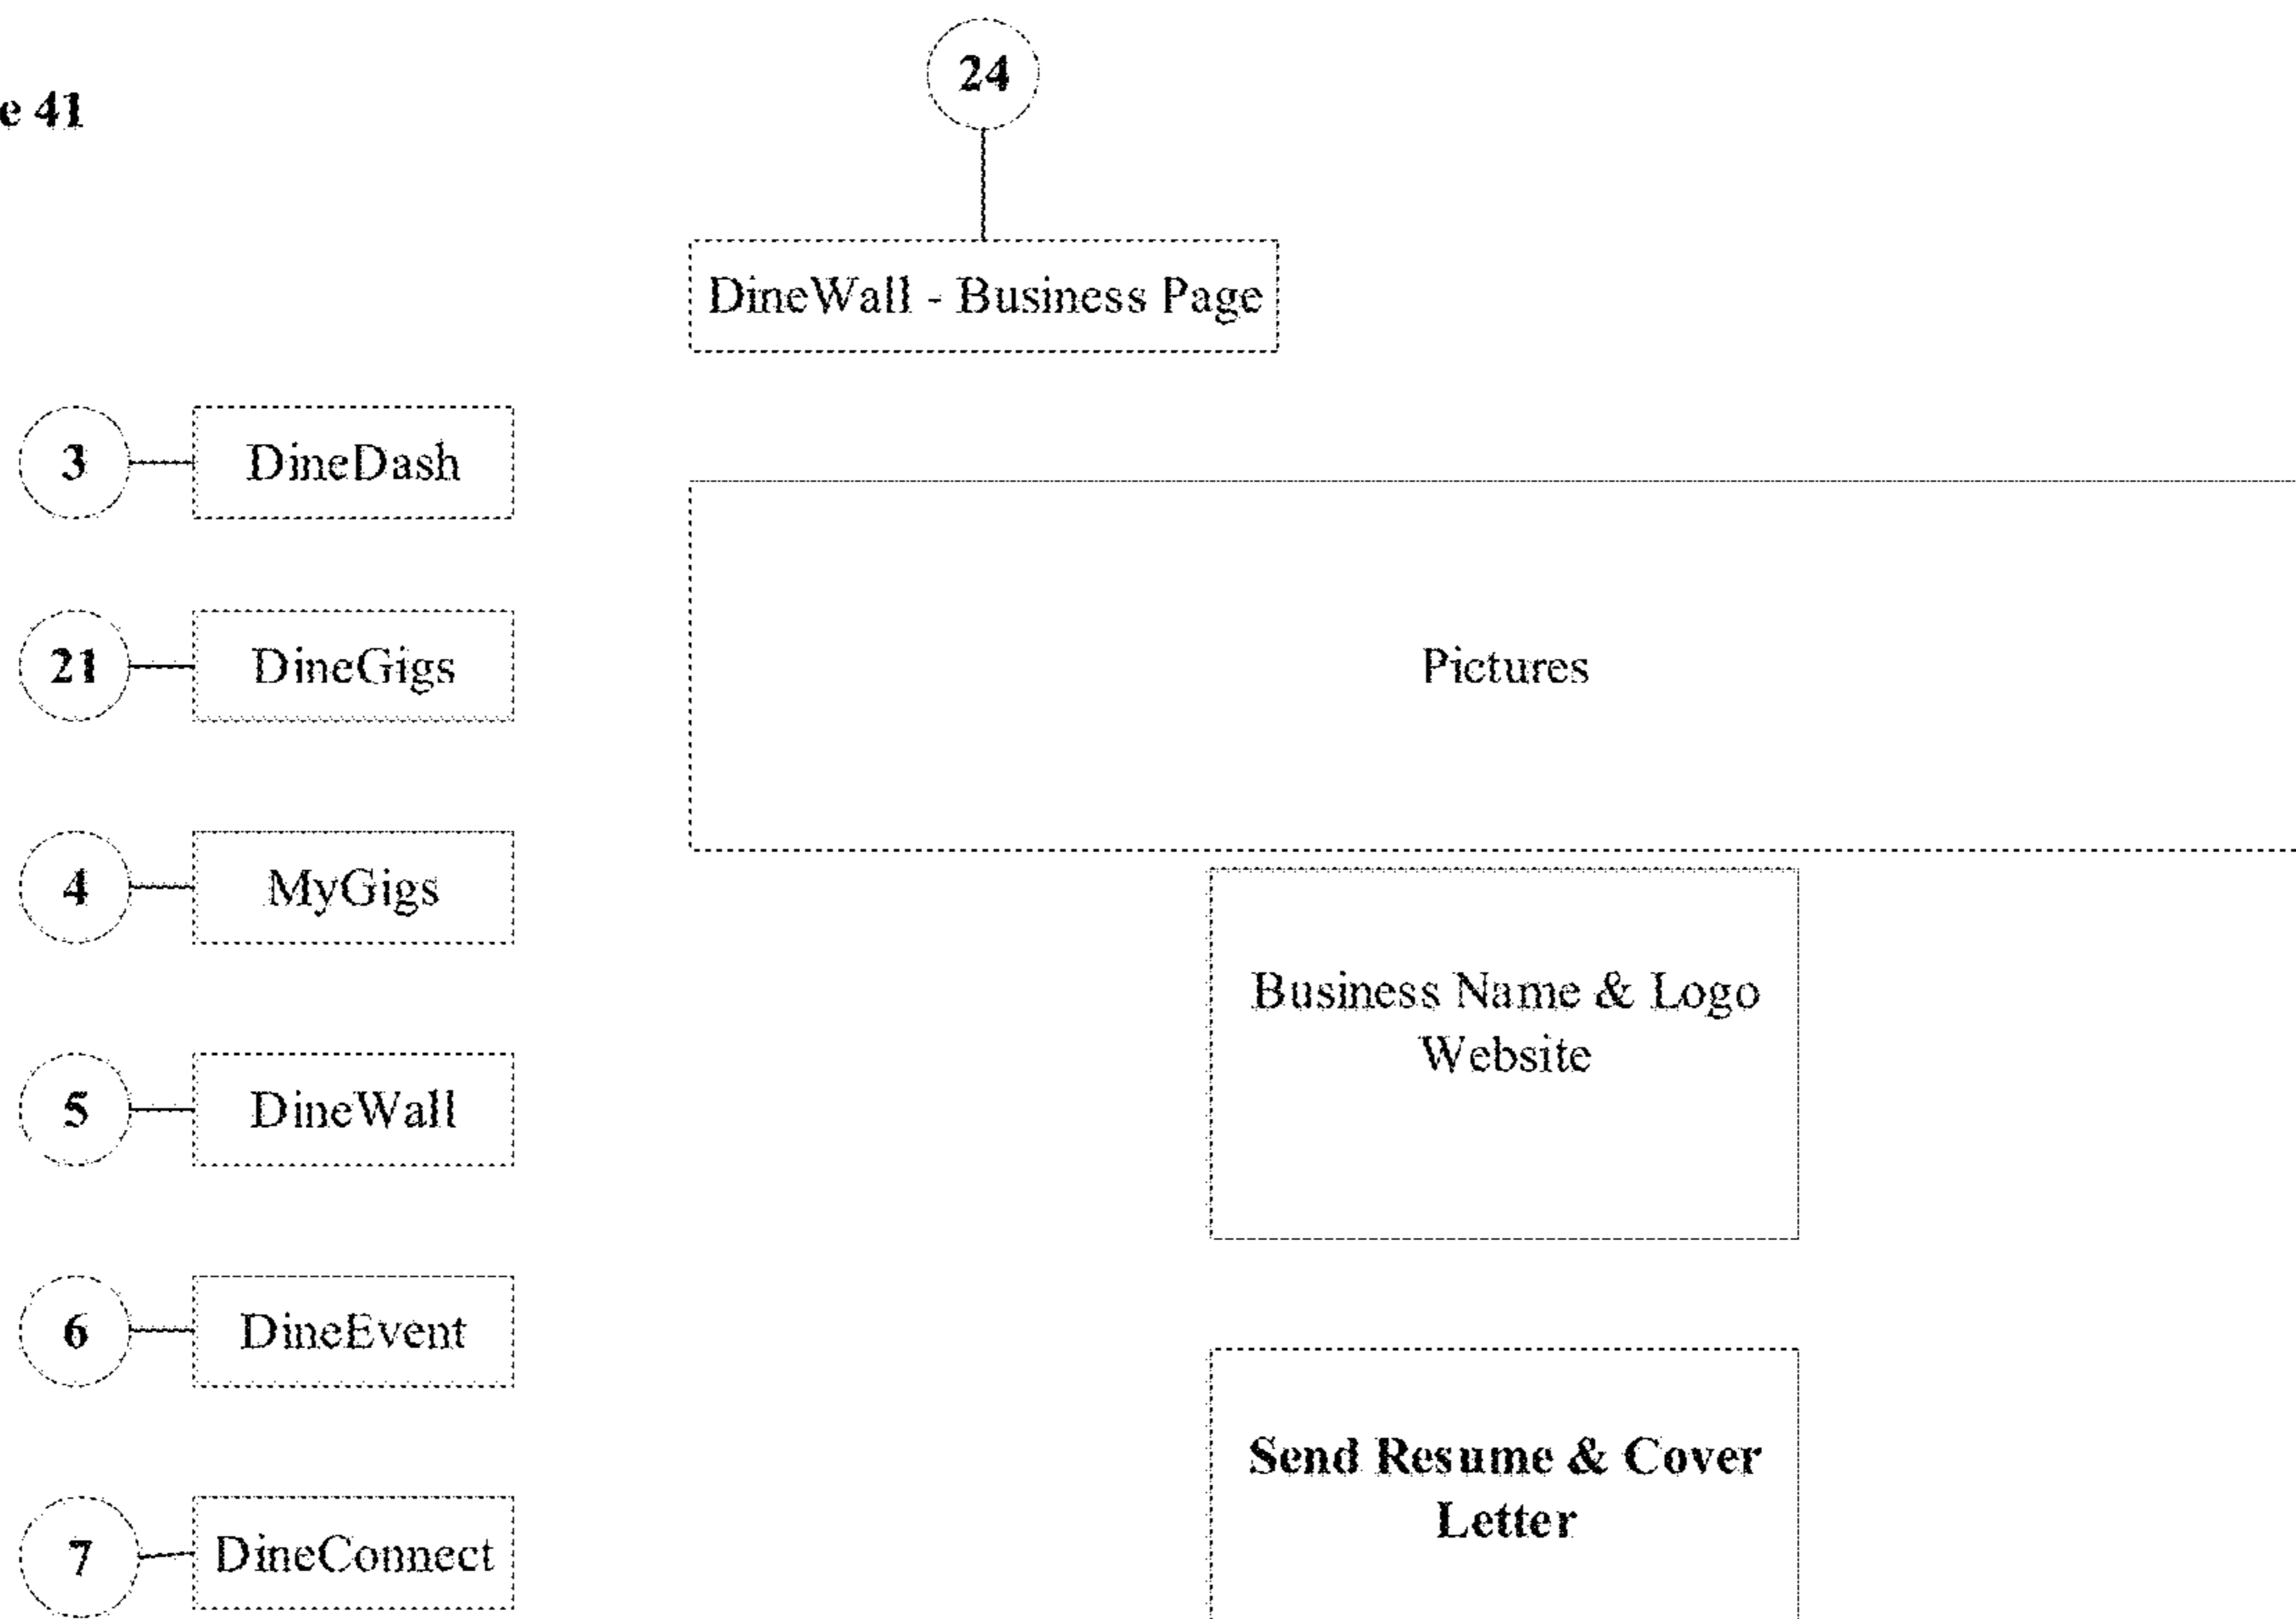 e 41
24
DineWall - Business Page
3 DineDash
21 DineGigs
Pictures
4 MyGigs
Business Name & Logo
Website
5 DineWall
6 DineEvent
Send Resume & Cover
Letter
7 DineConnect